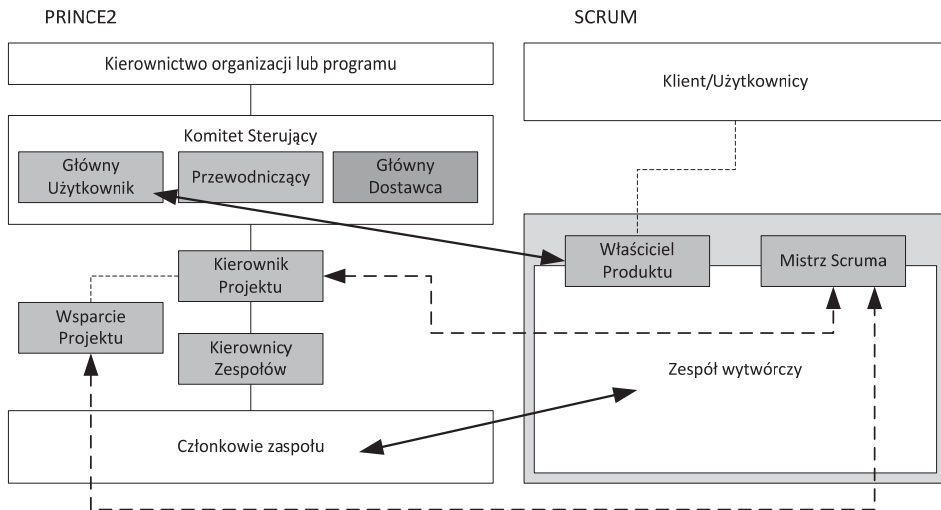 PRINCE2
Kierownictwo organizacji lub programu
Komitet Sterujący
Główny
Użytkownik
Przewodniczący
Główny
Dostawca
Kierownik
Projektu
Wsparcie
Projektu
Kierownicy
Zespołów
Członkowie zaspołu
SCRUM
Klient/Użytkownicy
Właściciel
Produktu
Mistrz Scruma
Zespół wytwórczy